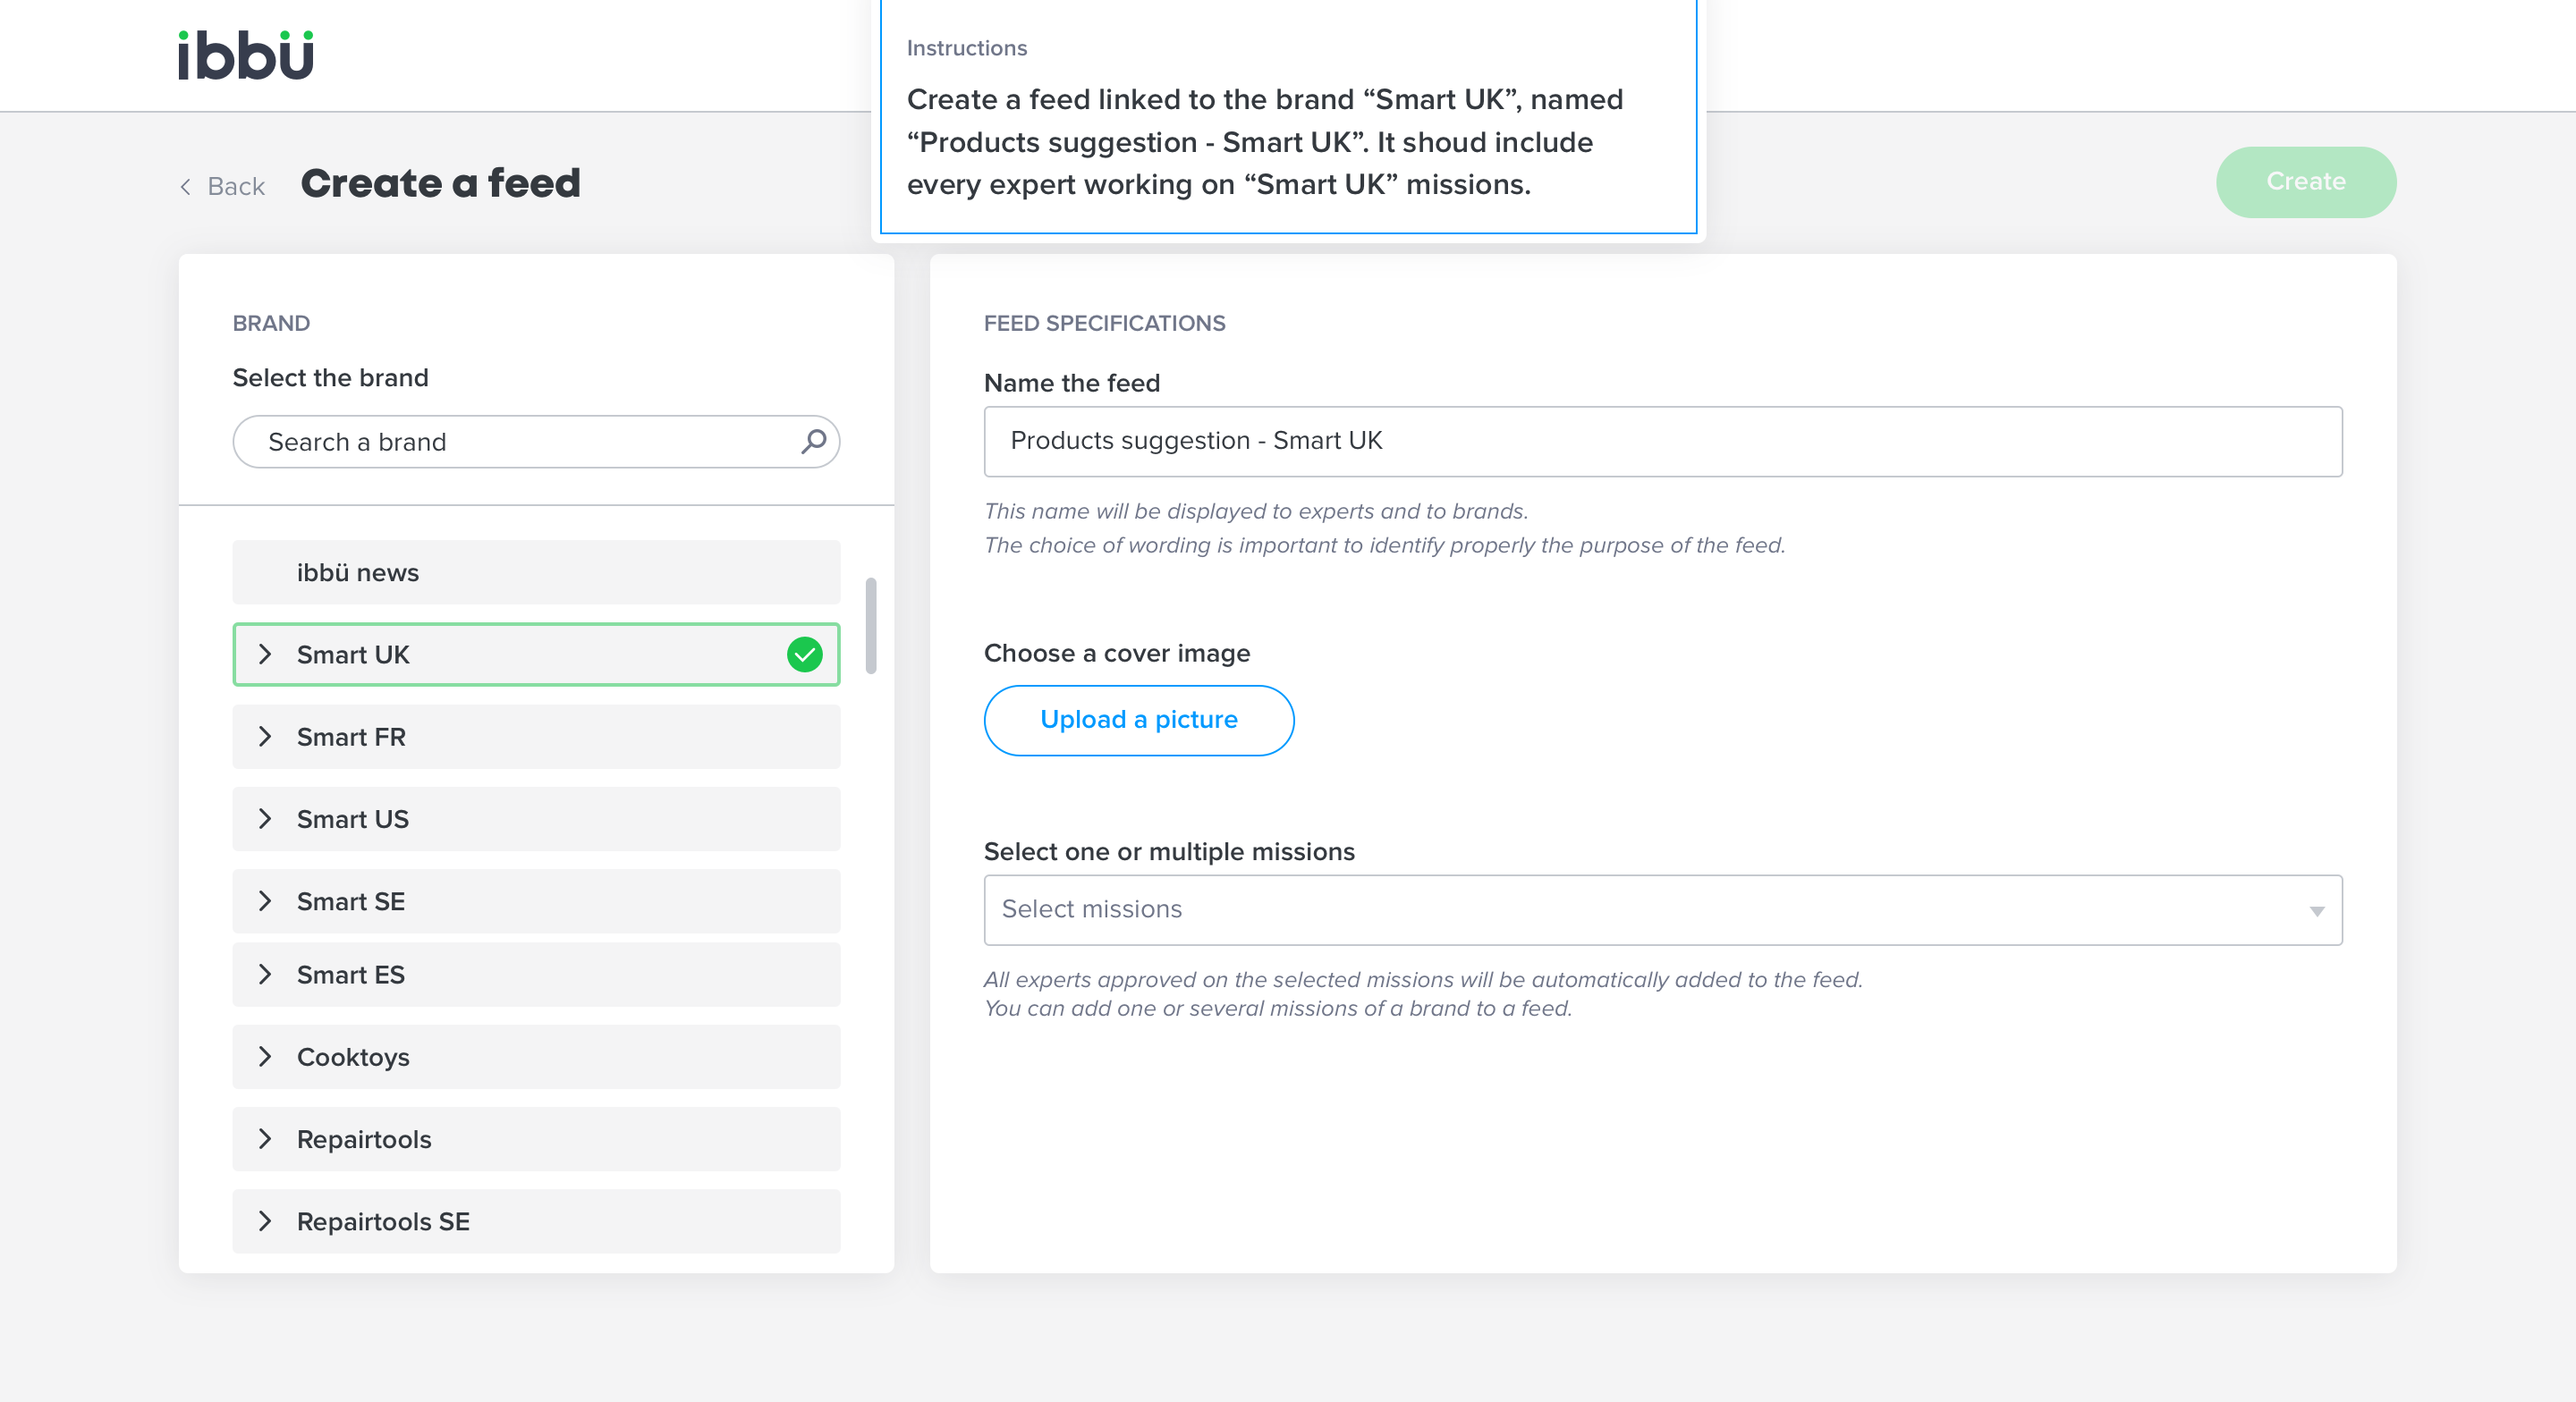 ibbü
Instructions
Create a feed linked to the brand “Smart UK”, named
“Products suggestion - Smart UK”. It shoud include
every expert working on “Smart UK” missions.
Back
Create a feed
Create
BRAND
Select the brand
Search a brand
ibbü news
Smart UK
Smart FR
Smart US
Smart SE
Smart ES
Cooktoys
Repairtools
Repairtools SE
FEED SPECIFICATIONS
Name the feed
Products suggestion - Smart UK
This name will be displayed to experts and to brands.
The choice of wording is important to identify properly the purpose of the feed.
Choose a cover image
Upload a picture
Select one or multiple missions
Select missions
All experts approved on the selected missions will be automatically added to the feed.
You can add one or several missions of a brand to a feed.